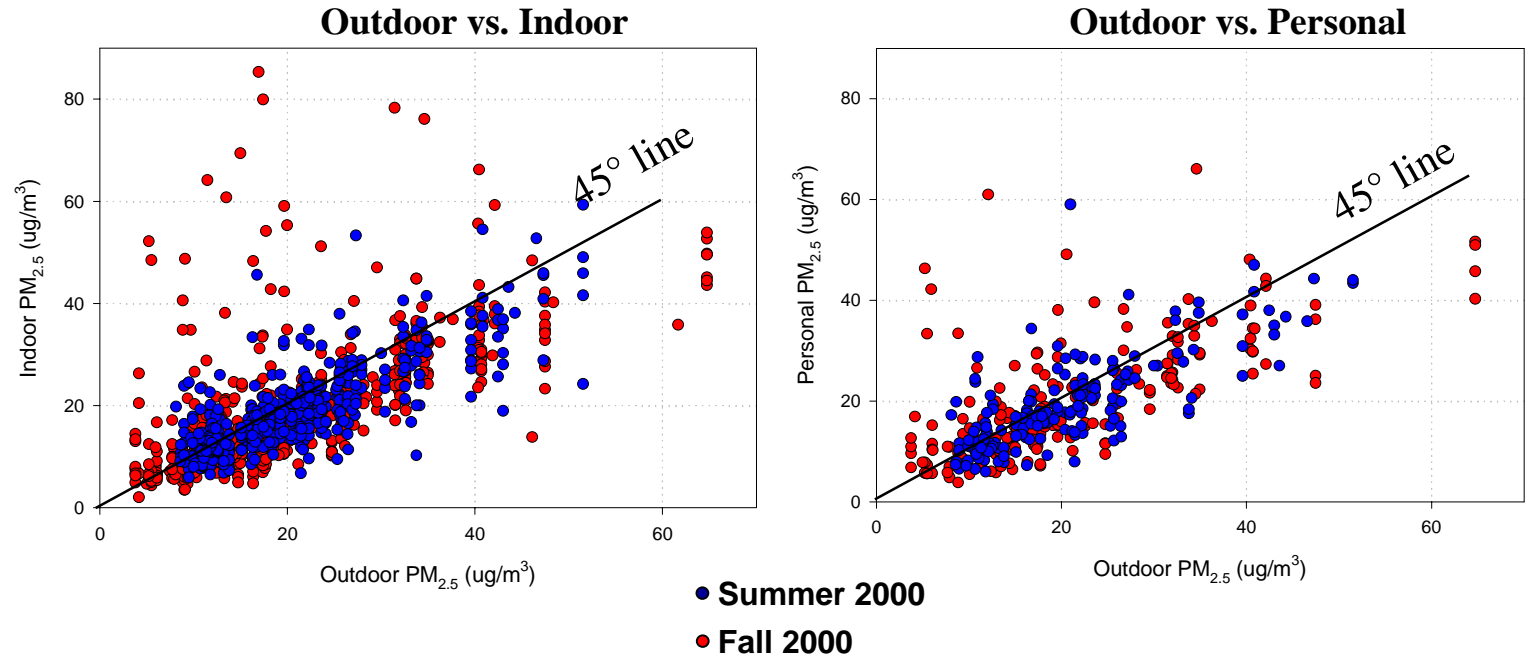 Outdoor vs. Indoor
Outdoor vs. Personal
80
60
40
20
0
0
20
40
60
Indoor PM2.5 (ug/m3)
Outdoor PM2.5 (ug/m3)
45° line
80
60
40
20
0
0
20
40
60
Personal PM2.5 (ug/m3)
Outdoor PM2.5 (ug/m3)
45° line
Summer 2000
Fall 2000